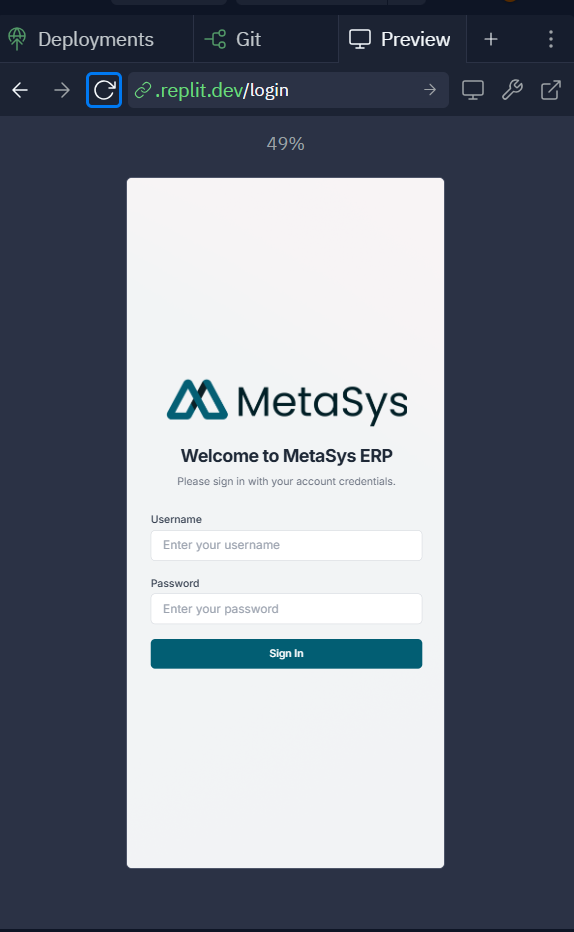 Deployments
Git
Preview
.replit.dev/login
49%
MetaSys
Welcome to MetaSys ERP
Please sign in with your account credentials.
Username
Enter your username
Password
Enter your password
Sign In